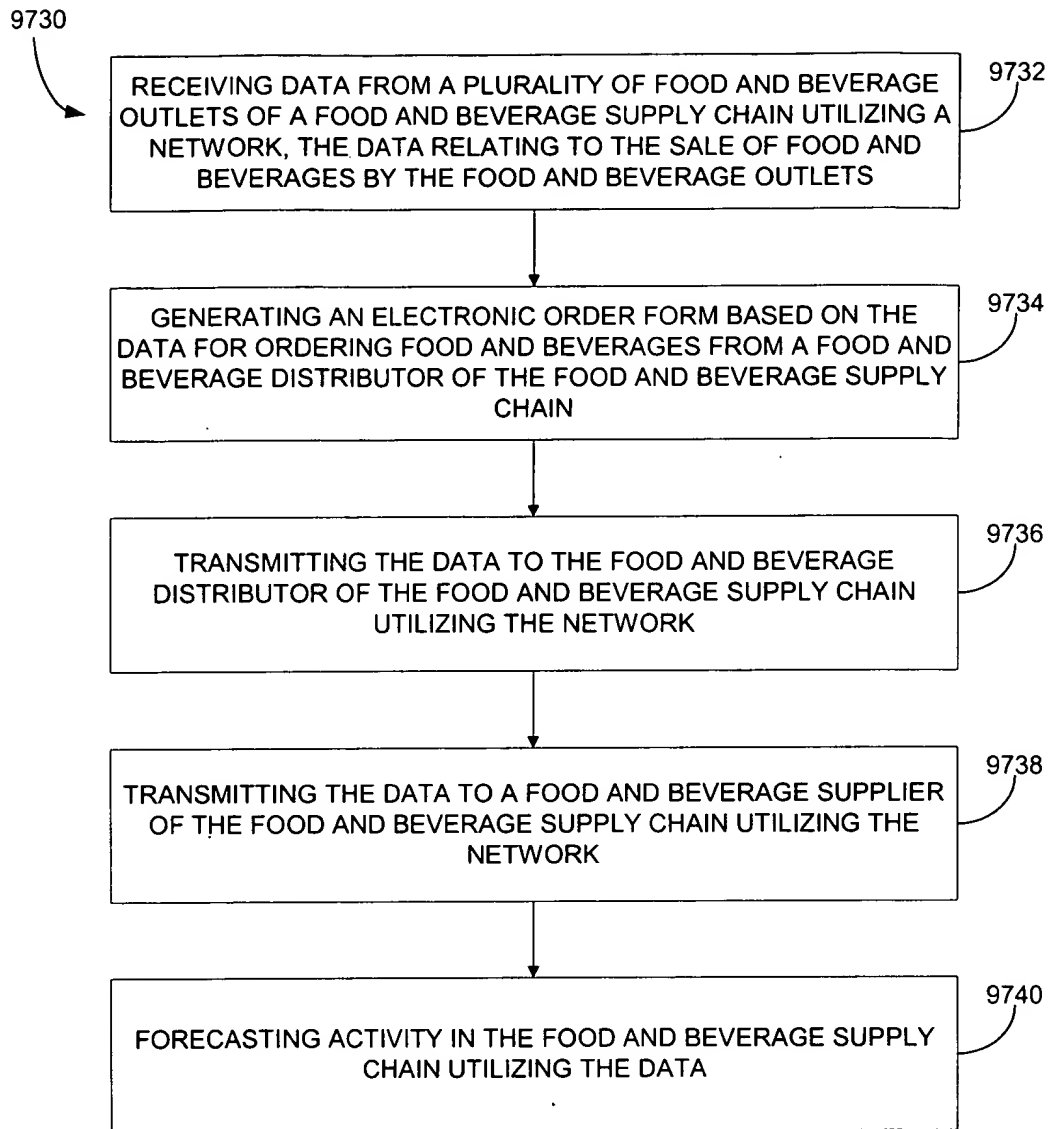 9730
RECEIVING DATA FROM A PLURALITY OF FOOD AND BEVERAGE
OUTLETS OF A FOOD AND BEVERAGE SUPPLY CHAIN UTILIZING A
NETWORK, THE DATA RELATING TO THE SALE OF FOOD AND
BEVERAGES BY THE FOOD AND BEVERAGE OUTLETS
9732
GENERATING AN ELECTRONIC ORDER FORM BASED ON THE
DATA FOR ORDERING FOOD AND BEVERAGES FROM A FOOD AND
BEVERAGE DISTRIBUTOR OF THE FOOD AND BEVERAGE SUPPLY
CHAIN
9734
TRANSMITTING THE DATA TO THE FOOD AND BEVERAGE
DISTRIBUTOR OF THE FOOD AND BEVERAGE SUPPLY CHAIN
UTILIZING THE NETWORK
9736
TRANSMITTING THE DATA TO A FOOD AND BEVERAGE SUPPLIER
OF THE FOOD AND BEVERAGE SUPPLY CHAIN UTILIZING THE
NETWORK
9738
FORECASTING ACTIVITY IN THE FOOD AND BEVERAGE SUPPLY
CHAIN UTILIZING THE DATA
9740